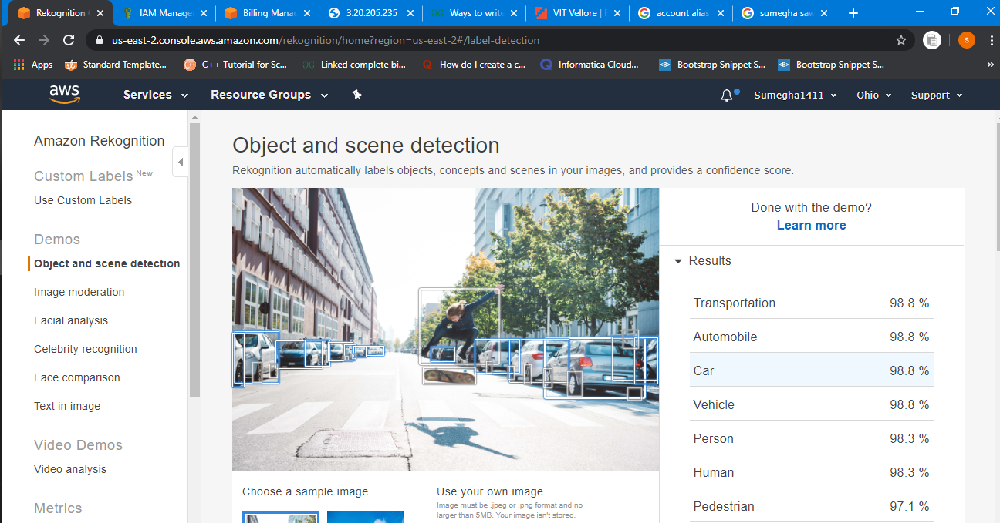 Rekognition
IAM Manage
Billing Mana
3.20.205.235
Ways to write
VIT Vellore |
account alias
sumegha saw
us-east-2.console.aws.amazon.com/rekognition/home?region=us-east-2#/label-detection
S
Apps
Standard Template...
C++ Tutorial for Sc...
Linked complete bi...
How do I create a c...
Informatica Cloud...
Bootstrap Snippet S...
Bootstrap Snippet S...
»
aws
Services
Resource Groups
Sumegha1411
Ohio
Support
Amazon Rekognition
Custom Labels New
Use Custom Labels
Demos
Object and scene detection
Image moderation
Facial analysis
Celebrity recognition
Face comparison
Text in image
Video Demos
Video analysis
Metrics
Object and scene detection
Rekognition automatically labels objects, concepts and scenes in your images, and provides a confidence score.
Choose a sample image
Use your own image
Image must be .jpeg or .png format and no
larger than 5MB. Your image isn't stored.
Done with the demo?
Learn more
Results
Transportation 98.8 %
Automobile 98.8 %
Car 98.8 %
Vehicle 98.8 %
Person 98.3 %
Human 98.3 %
Pedestrian 97.1 %